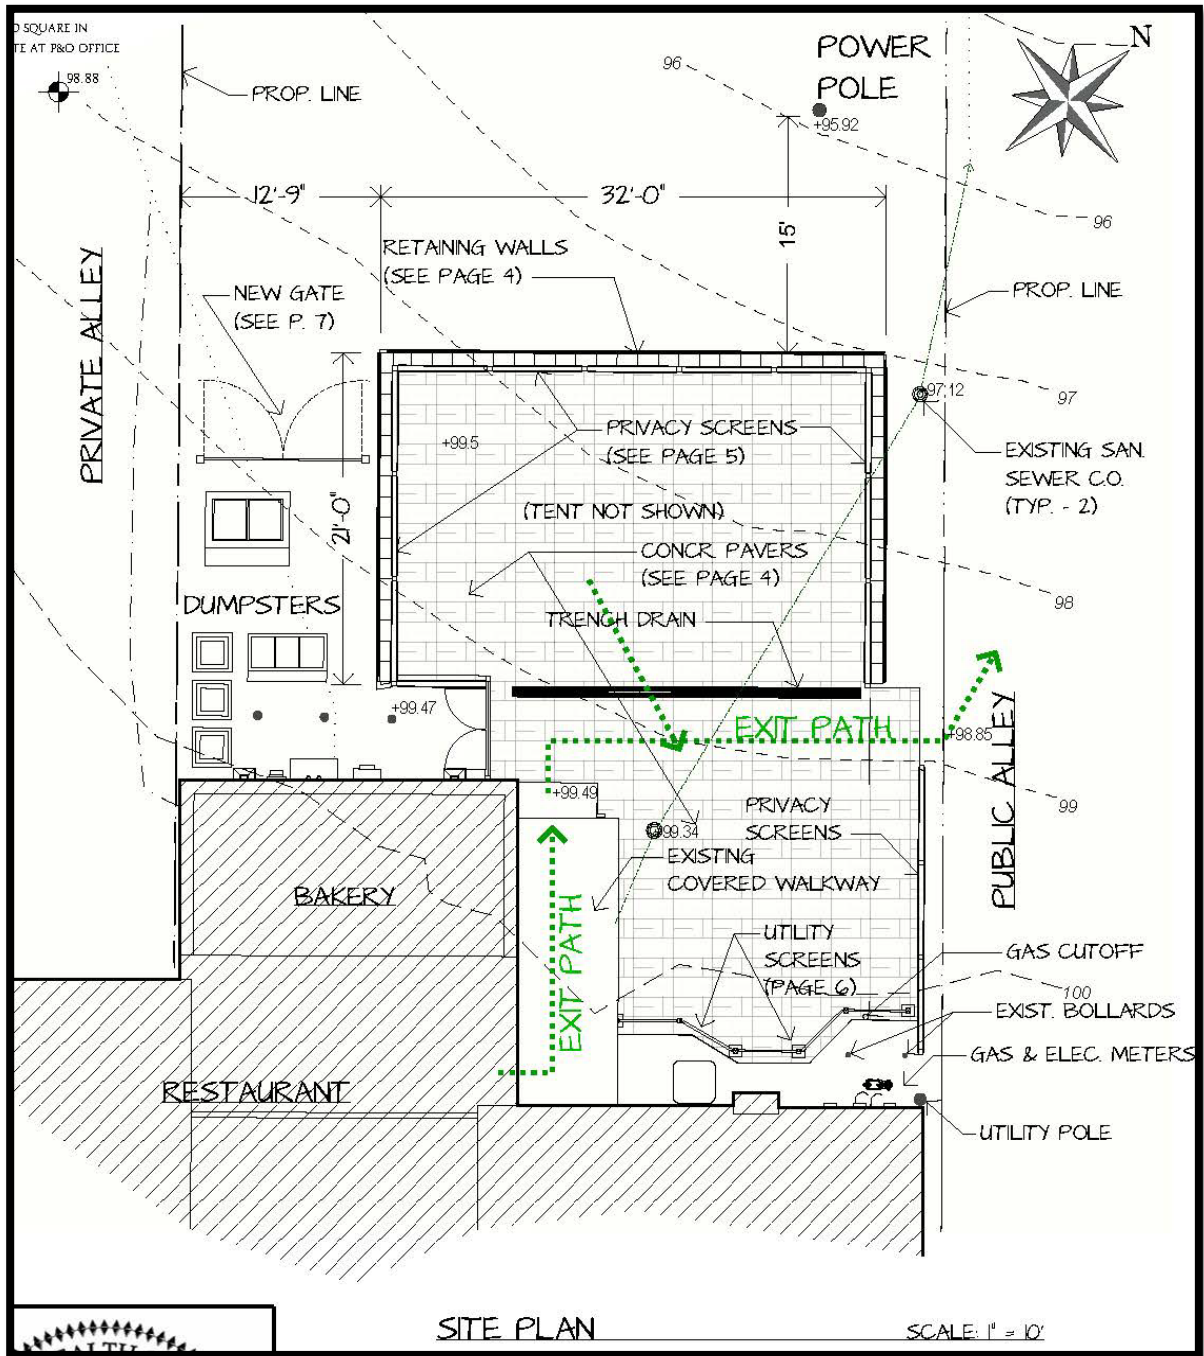 D SQUARE IN
TE AT P&O OFFICE
98.88
PROP. LINE
96
POWER
POLE
+95.92
N
12'-9"
32'-0"
15'
96
RETAINING WALLS
(SEE PAGE 4)
PRIVATE ALLEY
NEW GATE
(SEE P. 7)
PROP. LINE
21'-0"
97.12
97
+99.5
PRIVACY SCREENS
(SEE PAGE 5)
EXISTING SAN.
SEWER C.O.
(TYP. - 2)
(TENT NOT SHOWN)
CONCR. PAVERS
(SEE PAGE 4)
98
DUMPSTERS
TRENCH DRAIN
+99.47
EXIT PATH
+98.85
PUBLIC ALLEY
+99.49
PRIVACY
SCREENS
99
99.34
EXISTING
COVERED WALKWAY
BAKERY
EXIT PATH
UTILITY
SCREENS
(PAGE 6)
GAS CUTOFF
100
EXIST. BOLLARDS
GAS & ELEC. METERS
RESTAURANT
UTILITY POLE
SITE PLAN
SCALE: 1" = 10'